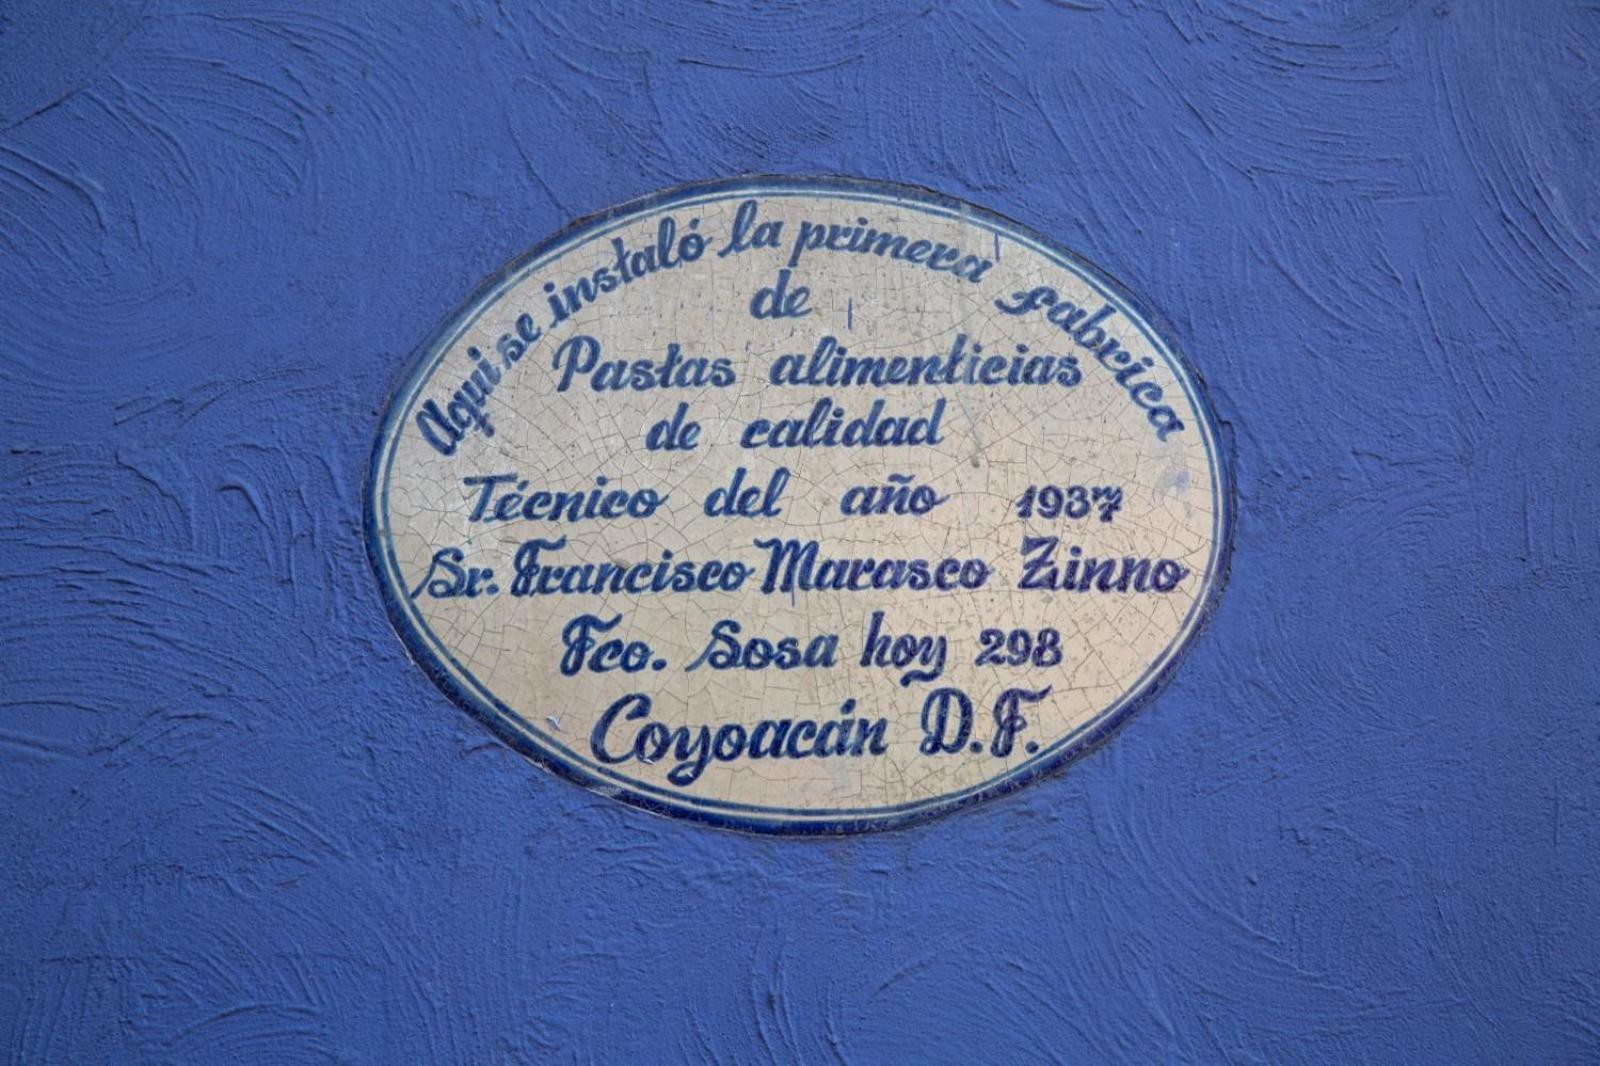 Aqui se instaló la primera fabrica
de
Pastas alimenticias
de calidad
Técnico del año 1937
Sr. Francisco Marasco Zinno
Fco. Sosa hoy 298
Coyoacán D.F.